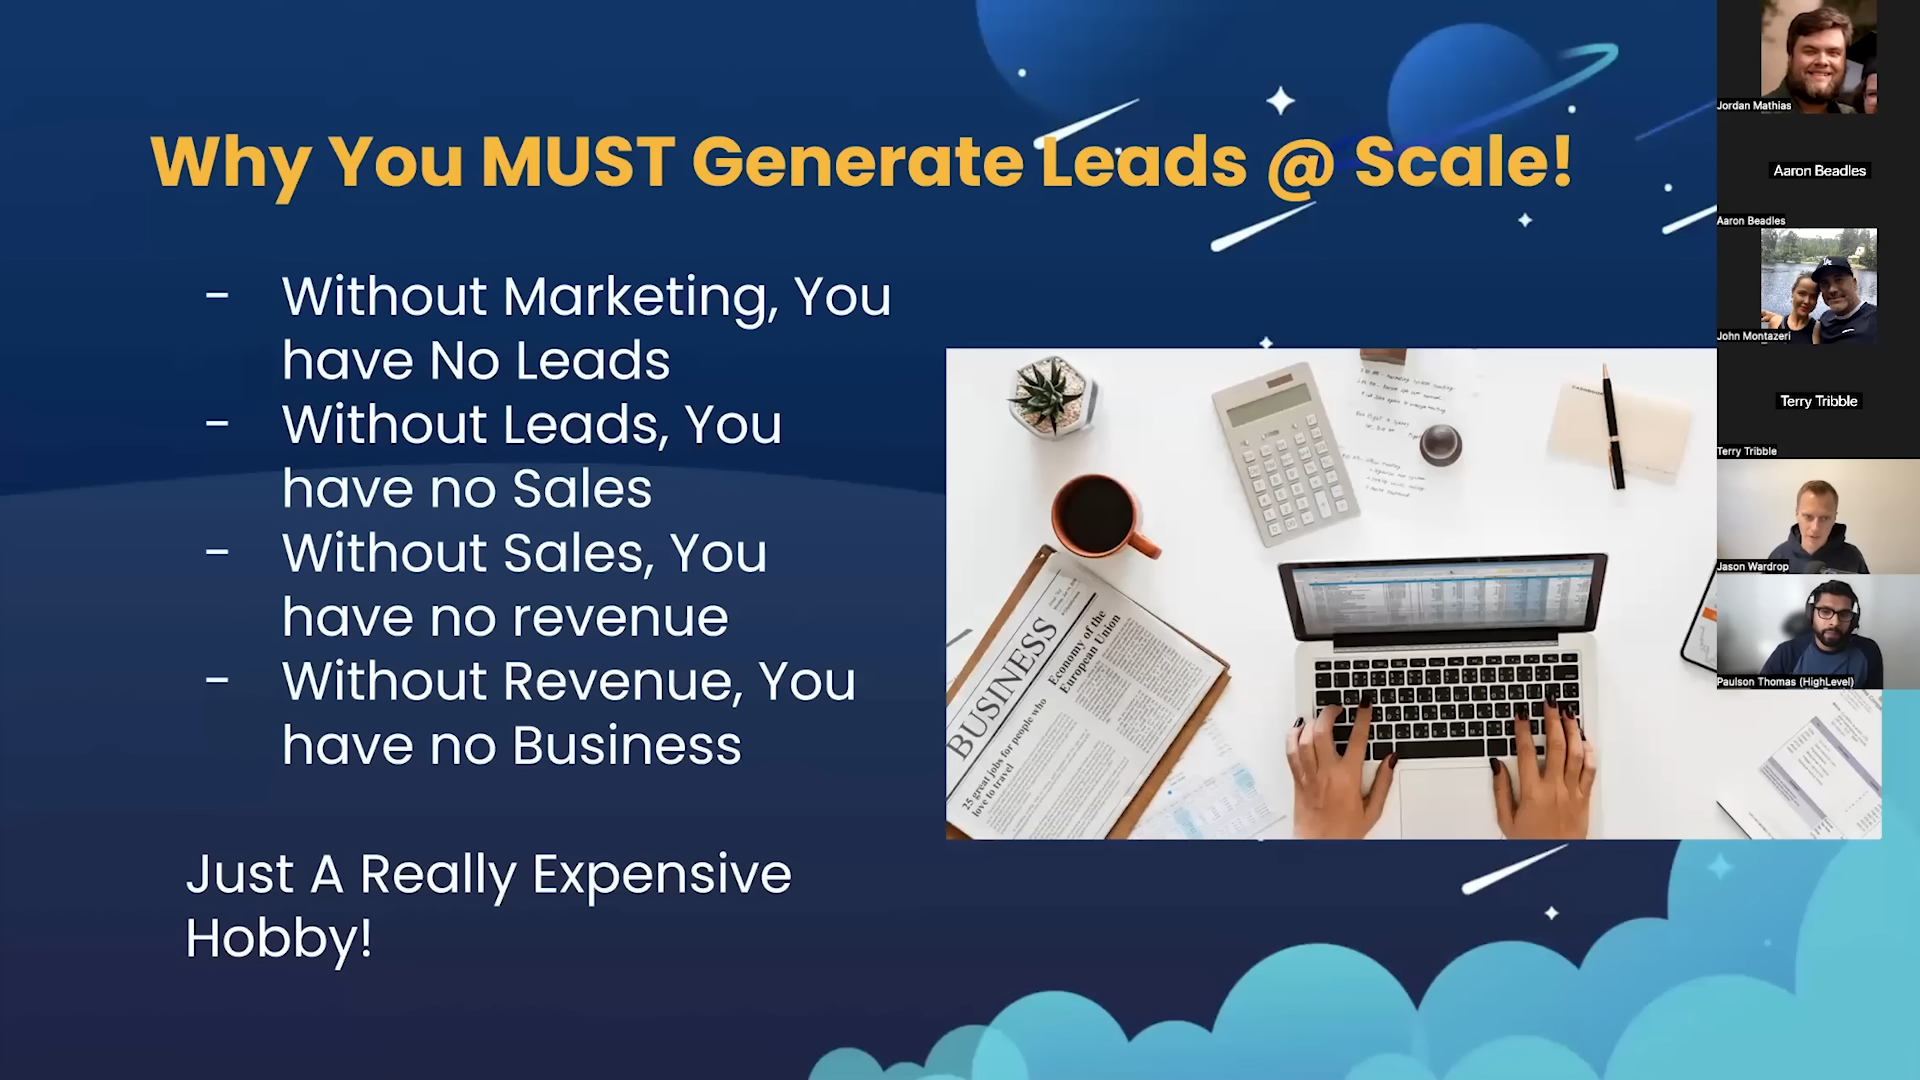 Why You MUST Generate Leads @ Scale!
- Without Marketing, You
have No Leads
- Without Leads, You
have no Sales
- Without Sales, You
have no revenue
- Without Revenue, You
have no Business
Just A Really Expensive
Hobby!
BUSINESS
Economy of the
European Union
25 great jobs for people who
love to travel
Jordan Mathias
Aaron Beadles
Aaron Beadles
John Montazeri
Terry Tribble
Terry Tribble
Jason Wardrop
Paulson Thomas (HighLevel)